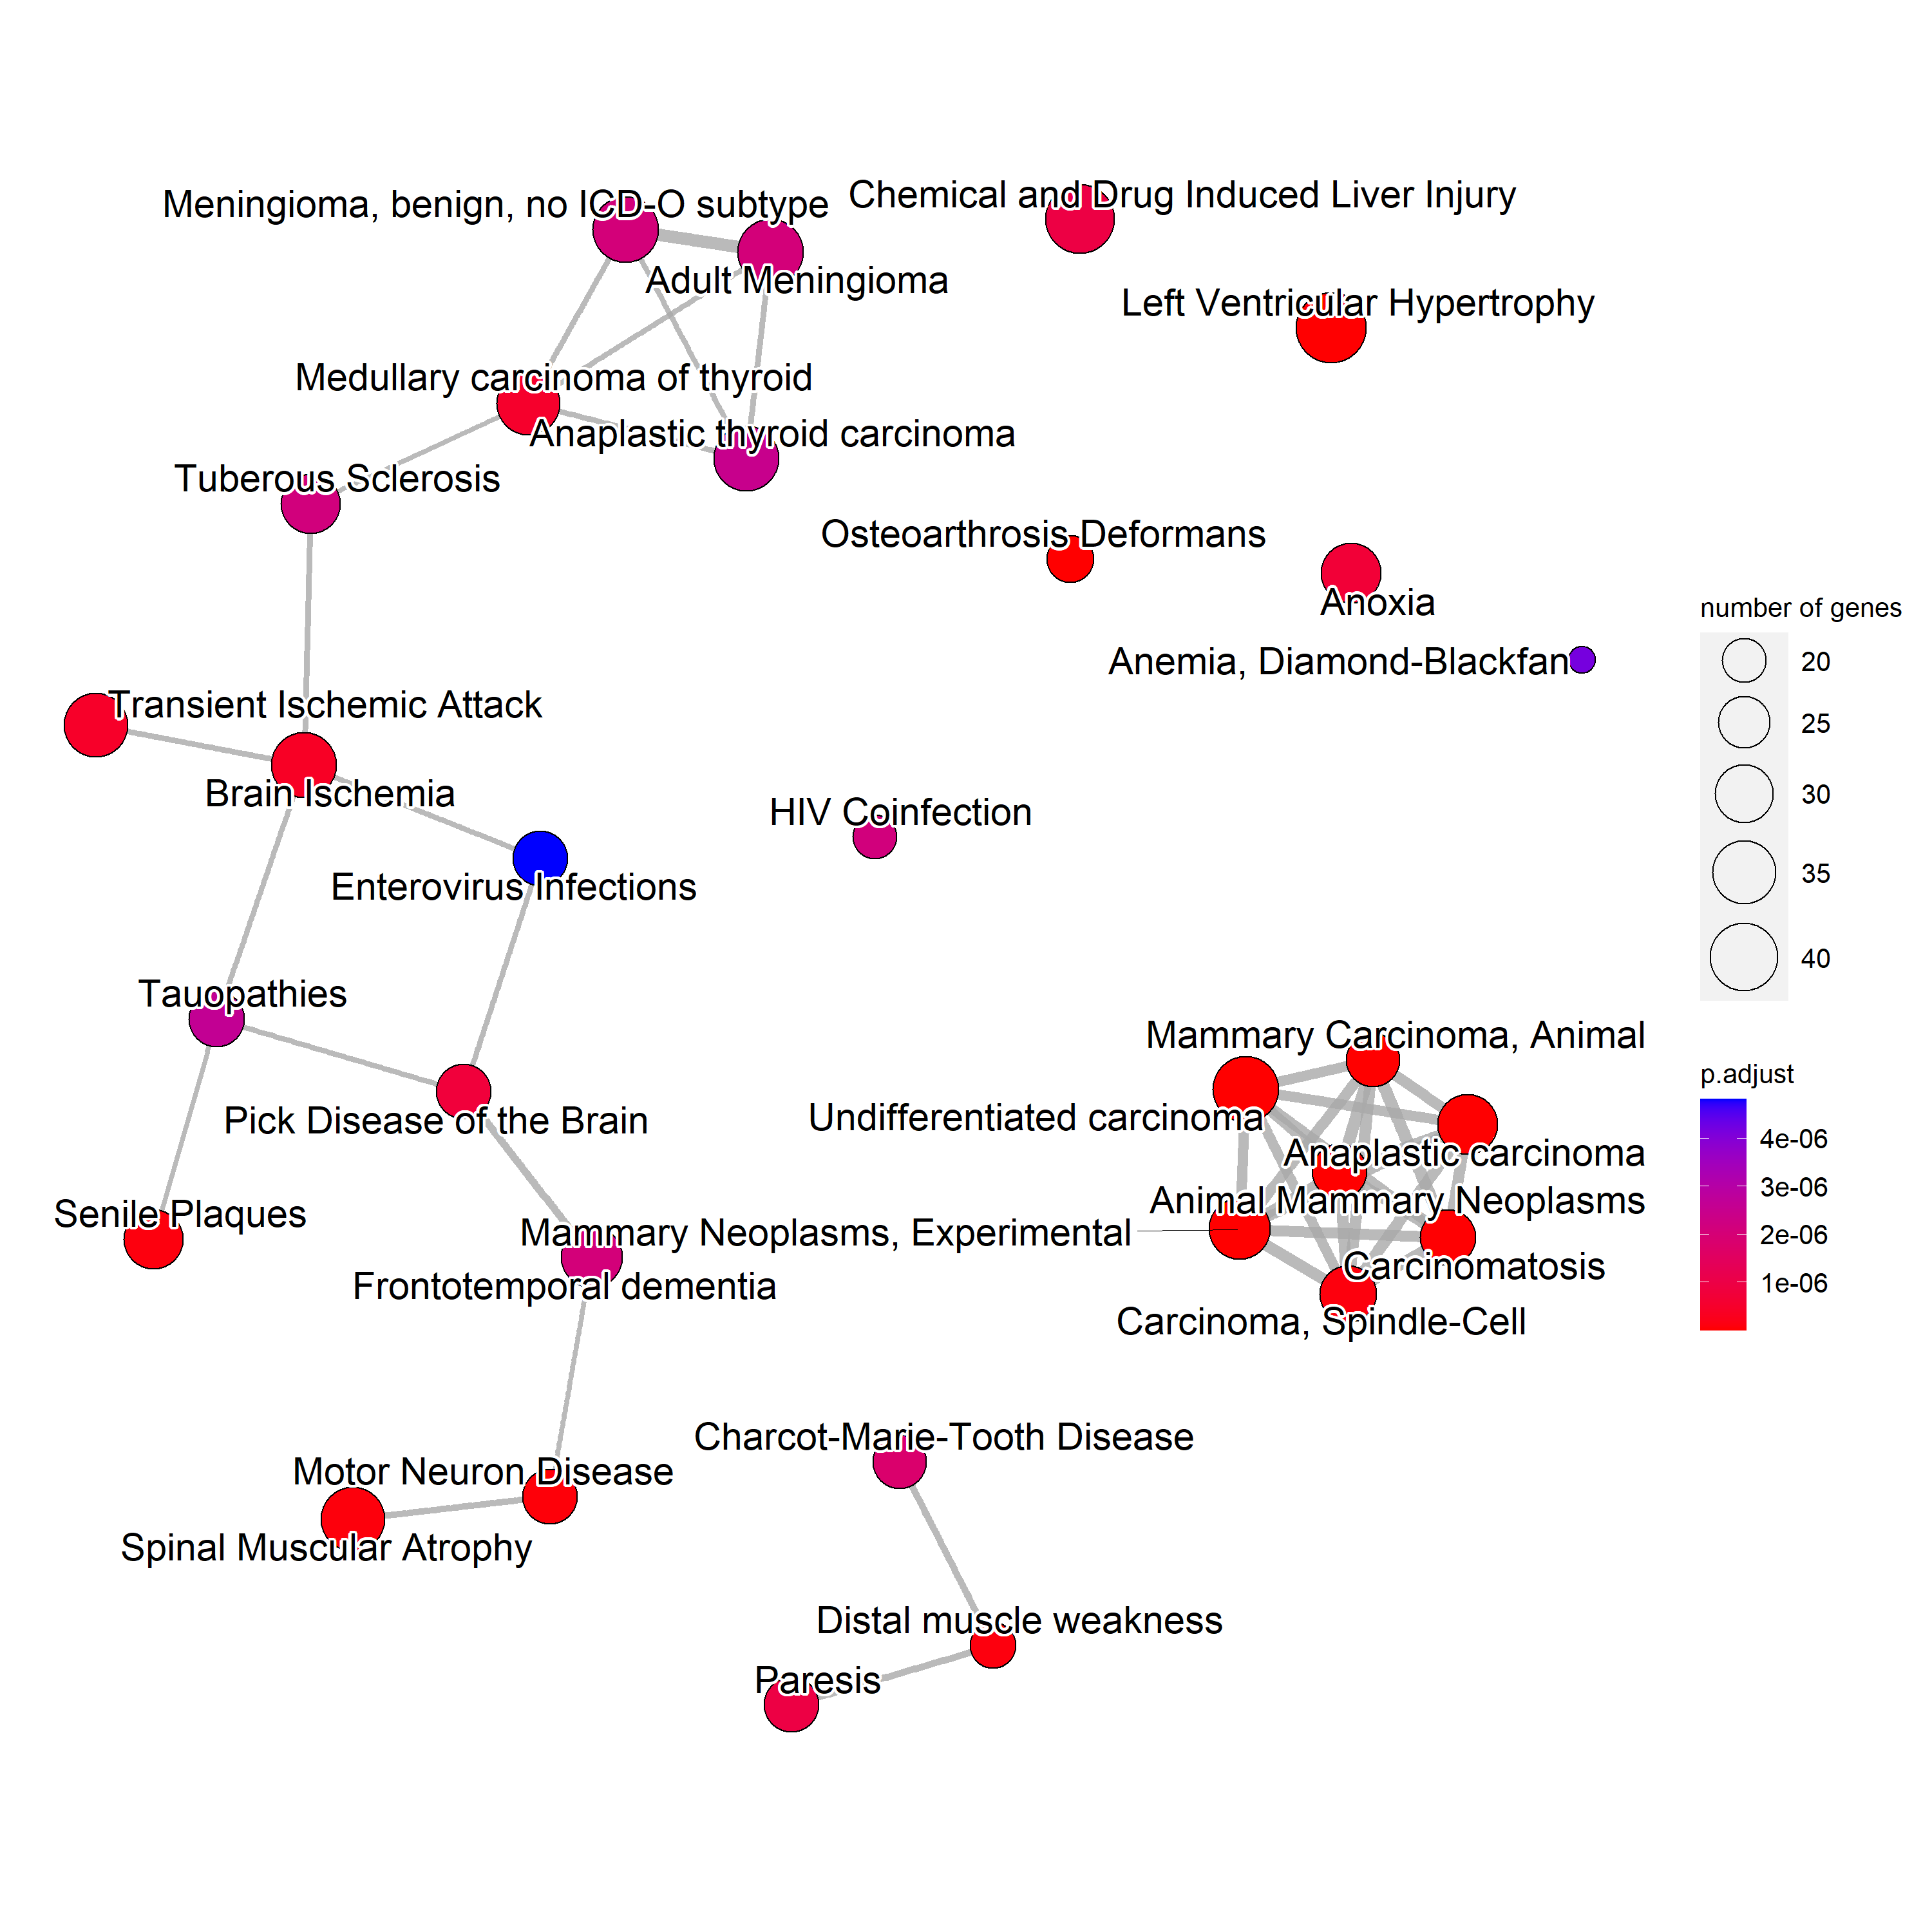 Meningioma, benign, no ICD-O subtype
Chemical and Drug Induced Liver Injury
Adult Meningioma
Left Ventricular Hypertrophy
Medullary carcinoma of thyroid
Anaplastic thyroid carcinoma
Tuberous Sclerosis
Osteoarthrosis Deformans
Anoxia
Anemia, Diamond-Blackfan
Transient Ischemic Attack
Brain Ischemia
HIV Coinfection
Enterovirus Infections
Tauopathies
Pick Disease of the Brain
Senile Plaques
Mammary Carcinoma, Animal
Undifferentiated carcinoma
Anaplastic carcinoma
Animal Mammary Neoplasms
Mammary Neoplasms, Experimental
Carcinomatosis
Frontotemporal dementia
Carcinoma, Spindle-Cell
Charcot-Marie-Tooth Disease
Motor Neuron Disease
Spinal Muscular Atrophy
Distal muscle weakness
Paresis
number of genes
20
25
30
35
40
p.adjust
4e-06
3e-06
2e-06
1e-06